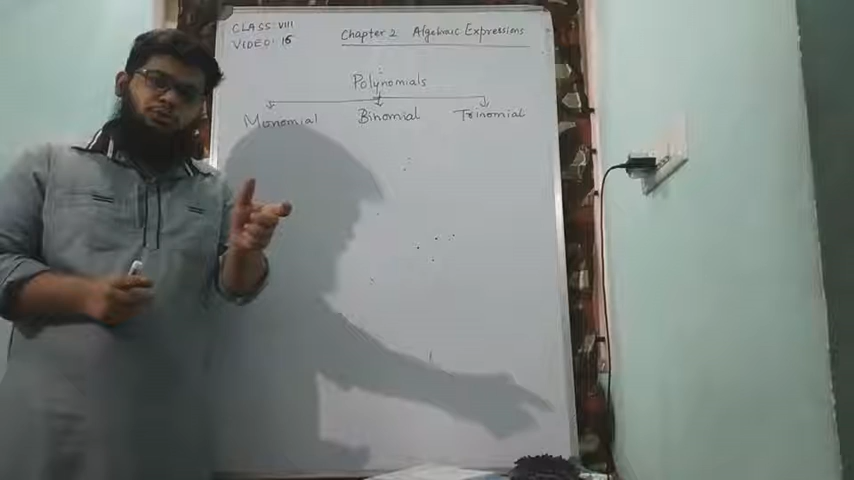 CLASS: VIII
VIDEO: 15
Chapter 2 Algebraic Expressions
Polynomials
Monomial Binomial Trinomial